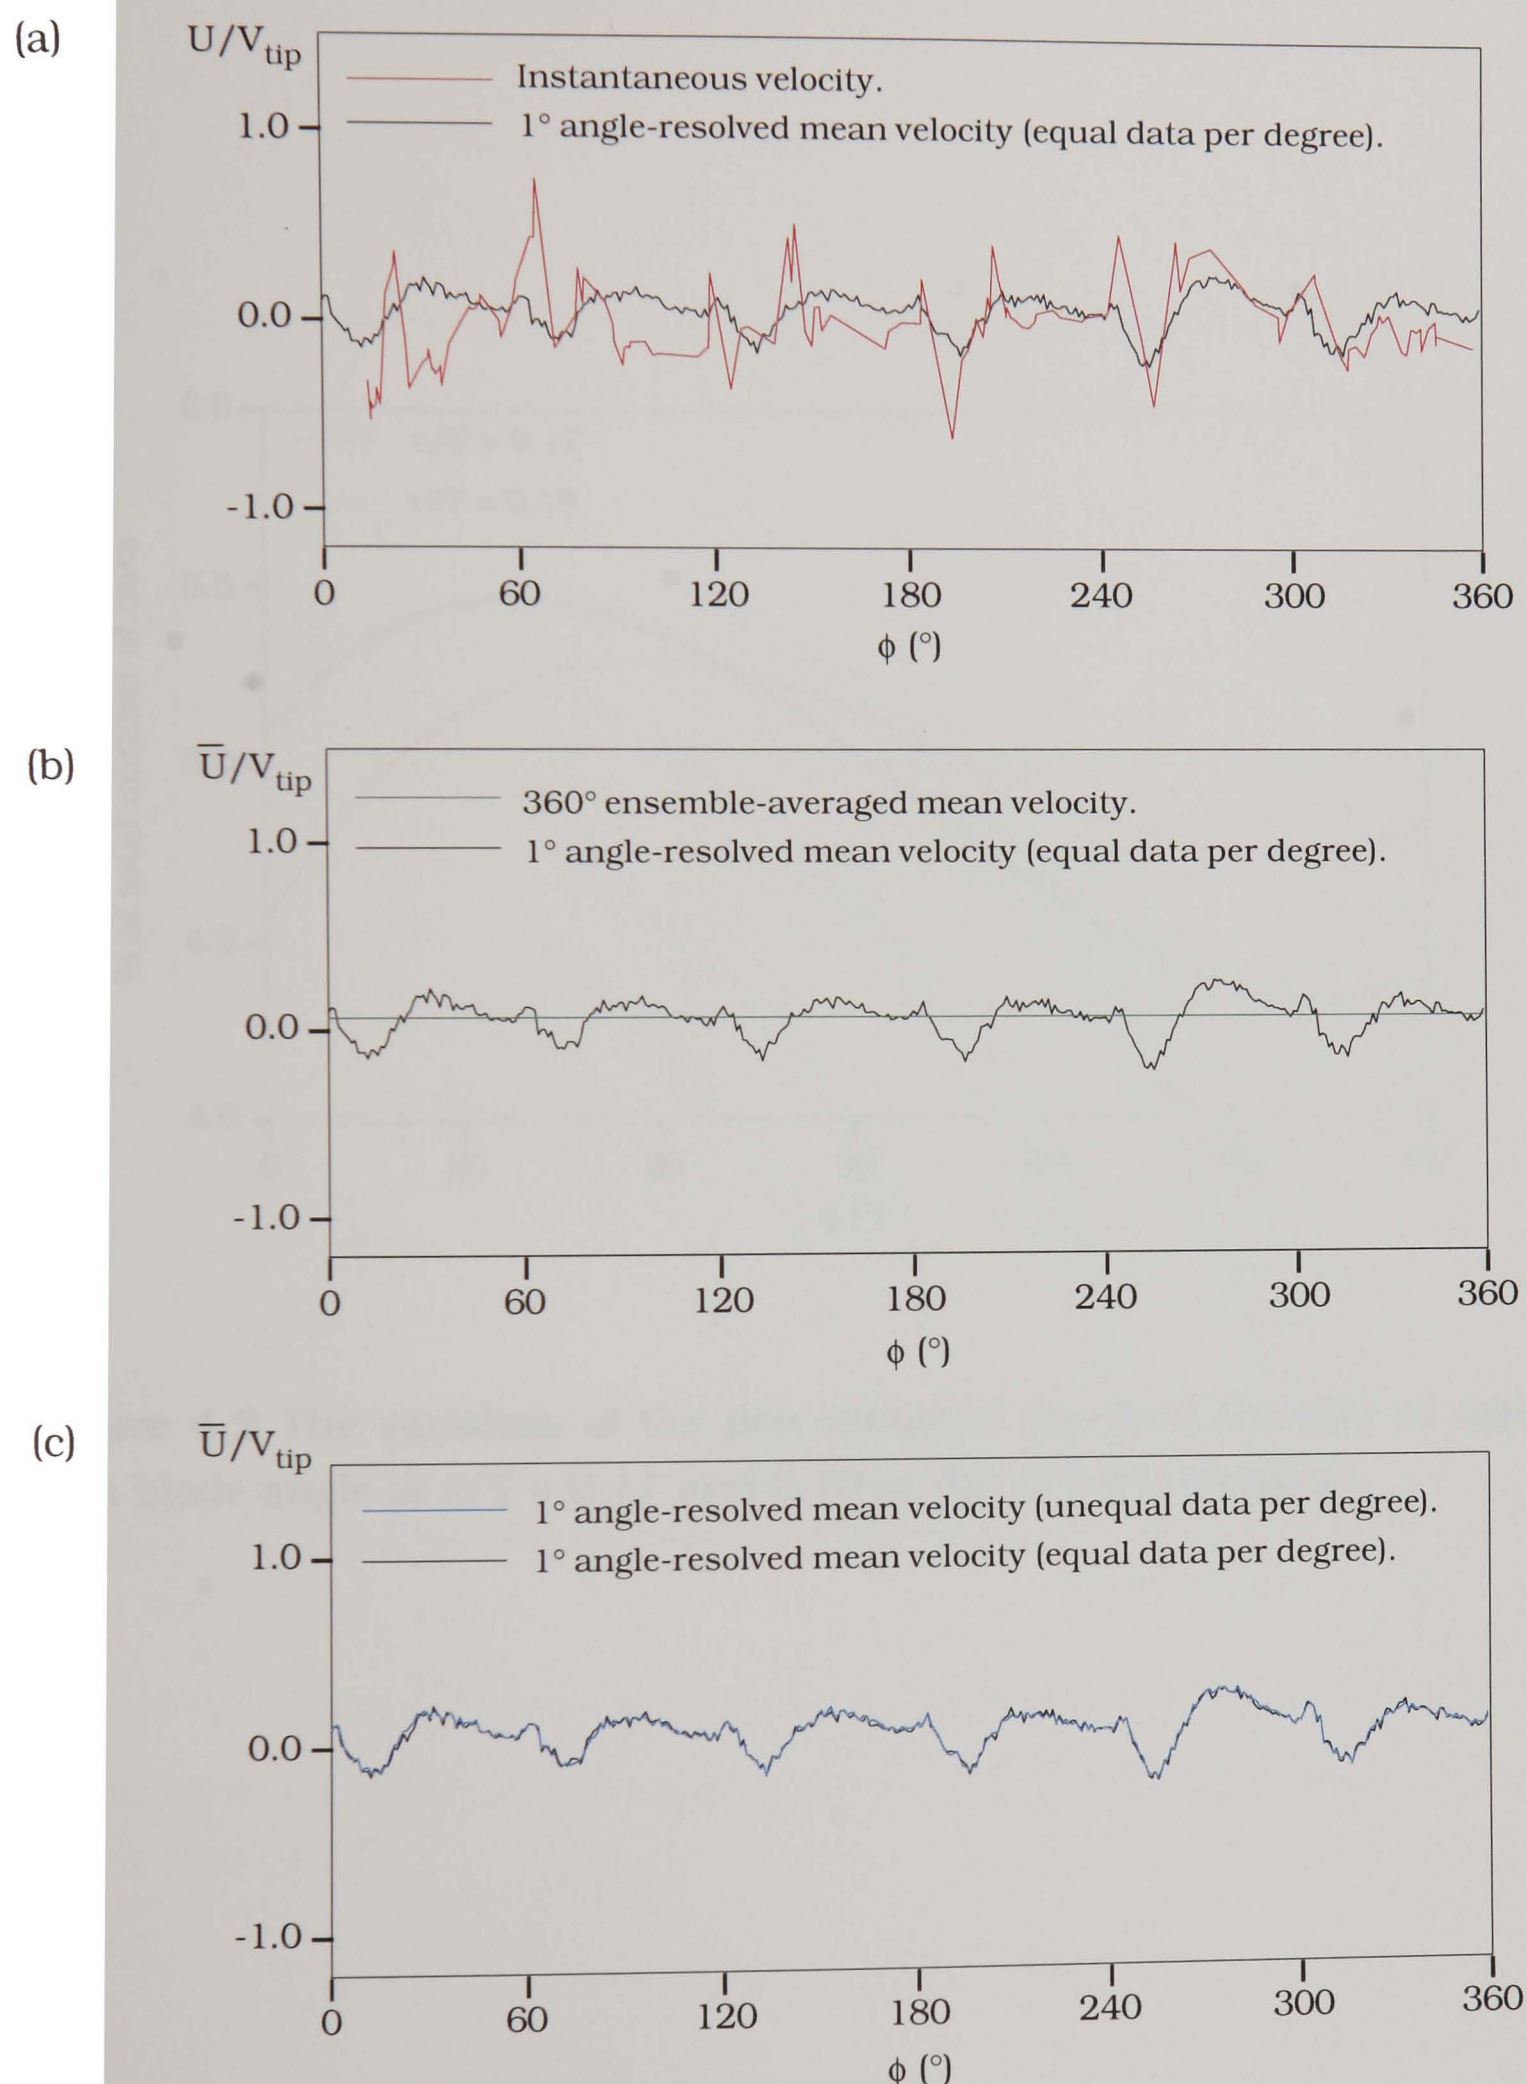 (a)
U/Vtip
Instantaneous velocity.
1° angle-resolved mean velocity (equal data per degree).
1.0
0.0
-1.0
0 60 120 180 240 300 360
ϕ (°)
(b)
U̅/Vtip
360° ensemble-averaged mean velocity.
1° angle-resolved mean velocity (equal data per degree).
1.0
0.0
-1.0
0 60 120 180 240 300 360
ϕ (°)
(c)
U̅/Vtip
1° angle-resolved mean velocity (unequal data per degree).
1° angle-resolved mean velocity (equal data per degree).
1.0
0.0
-1.0
0 60 120 180 240 300 360
ϕ (°)